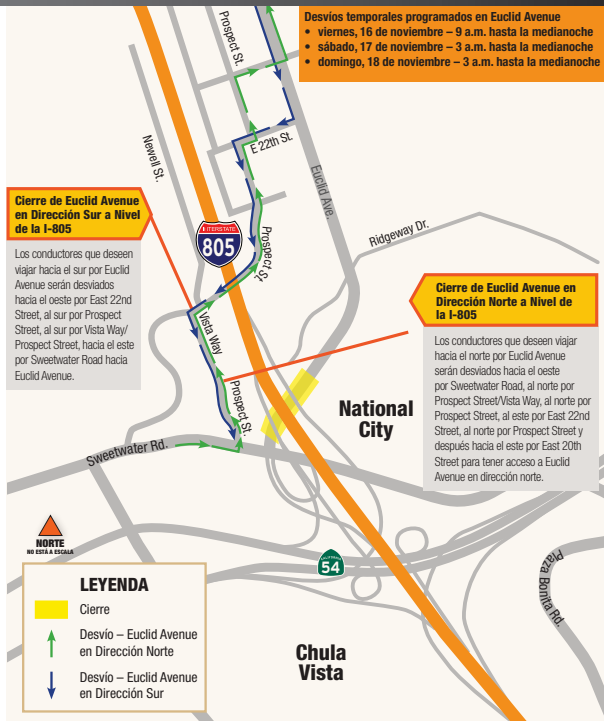 Desvíos temporales programados en Euclid Avenue
• viernes, 16 de noviembre – 9 a.m. hasta la medianoche
• sábado, 17 de noviembre – 3 a.m. hasta la medianoche
• domingo, 18 de noviembre – 3 a.m. hasta la medianoche
Prospect St.
Newell St.
E 22th St.
Euclid Ave.
Cierre de Euclid Avenue
en Dirección Sur a Nivel
de la I-805
Los conductores que deseen
viajar hacia el sur por Euclid
Avenue serán desviados
hacia el oeste por East 22nd
Street, al sur por Prospect
Street, al sur por Vista Way/
Prospect Street, hacia el este
por Sweetwater Road hacia
Euclid Avenue.
INTERSTATE
805
Prospect St.
Ridgeway Dr.
Cierre de Euclid Avenue en
Dirección Norte a Nivel de
la I-805
Los conductores que deseen viajar
hacia el norte por Euclid Avenue
serán desviados hacia el oeste
por Sweetwater Road, al norte por
Prospect Street/Vista Way, al norte por
Prospect Street, al este por East 22nd
Street, al norte por Prospect Street y
después hacia el este por East 20th
Street para tener acceso a Euclid
Avenue en dirección norte.
Vista Way
Prospect St.
National
City
Sweetwater Rd.
NORTE
NO ESTÁ A ESCALA
CALIFORNIA
54
Plaza Bonita Rd.
LEYENDA
Cierre
Desvío – Euclid Avenue
en Dirección Norte
Desvío – Euclid Avenue
en Dirección Sur
Chula
Vista